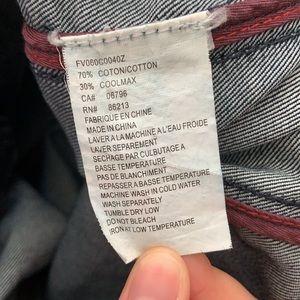 FV060C0040Z
70% COTON/COTTON
30% COOLMAX
CA# 06796
RN# 86213
FABRIQUE EN CHINE
MADE IN CHINA
LAVER A LA MACHINE A L'EAU FROIDE
LAVER SEPAREMENT
SECHAGE PAR CULBUTAGE A
BASSE TEMPERATURE
PAS DE BLANCHIMENT
REPASSER A BASSE TEMPERATURE
MACHINE WASH IN COLD WATER
WASH SEPARATELY
TUMBLE DRY LOW
DO NOT BLEACH
IRON AT LOW TEMPERATURE